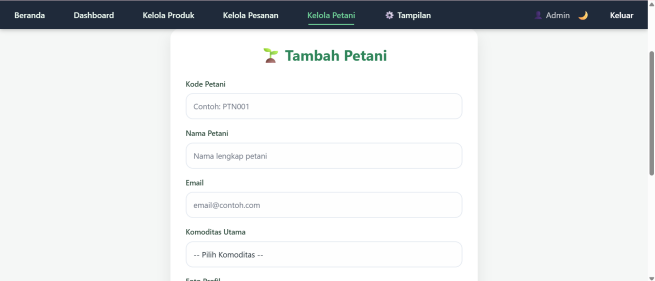 Beranda Dashboard Kelola Produk Kelola Pesanan Kelola Petani Tampilan Admin Keluar
Tambah Petani
Kode Petani
Contoh: PTN001
Nama Petani
Nama lengkap petani
Email
email@contoh.com
Komoditas Utama
-- Pilih Komoditas --
Foto Profil